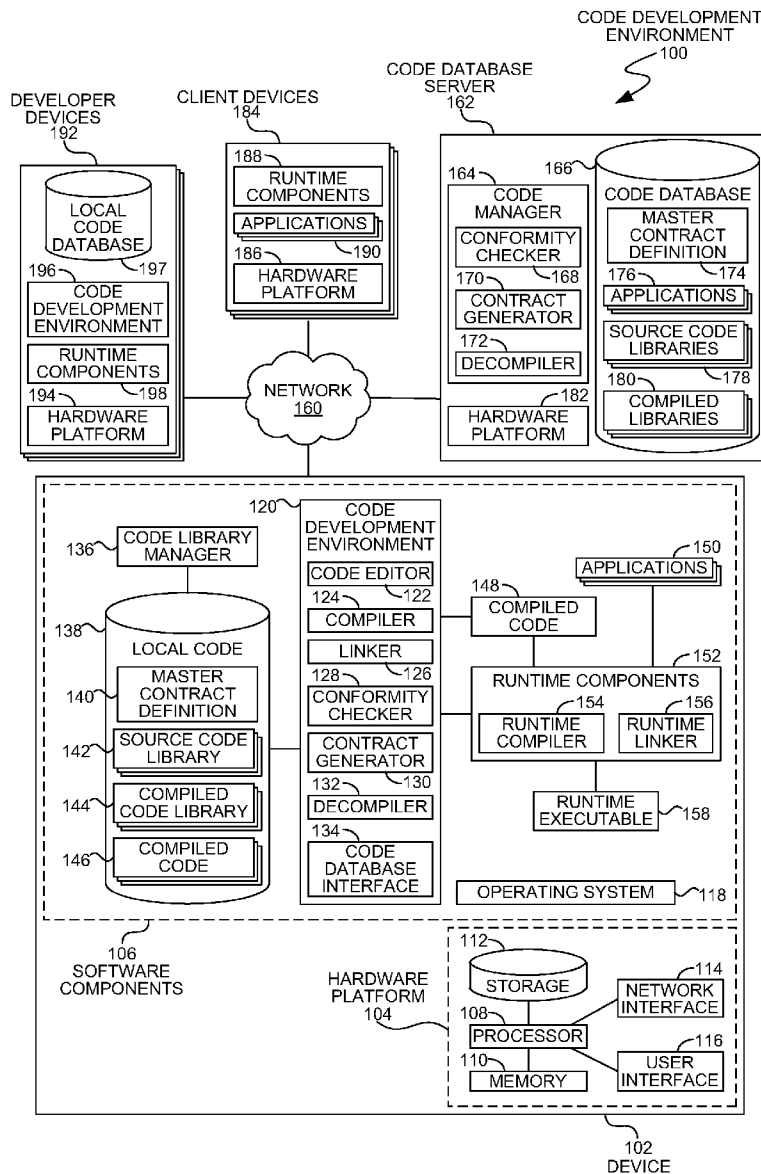 CODE DEVELOPMENT
ENVIRONMENT
100
DEVELOPER
DEVICES
192
LOCAL
CODE
DATABASE
197
196
CODE
DEVELOPMENT
ENVIRONMENT
RUNTIME
COMPONENTS
198
194
HARDWARE
PLATFORM
CLIENT DEVICES
184
188
RUNTIME
COMPONENTS
APPLICATIONS
190
186
HARDWARE
PLATFORM
CODE DATABASE
SERVER
162
164
CODE
MANAGER
CONFORMITY
CHECKER
168
170
CONTRACT
GENERATOR
172
DECOMPILER
182
HARDWARE
PLATFORM
166
CODE DATABASE
MASTER
CONTRACT
DEFINITION
174
176
APPLICATIONS
SOURCE CODE
LIBRARIES
178
180
COMPILED
LIBRARIES
NETWORK
160
136
CODE LIBRARY
MANAGER
138
LOCAL CODE
140
MASTER
CONTRACT
DEFINITION
142
SOURCE CODE
LIBRARY
144
COMPILED
CODE LIBRARY
146
COMPILED
CODE
120
CODE
DEVELOPMENT
ENVIRONMENT
CODE EDITOR
122
124
COMPILER
LINKER
126
128
CONFORMITY
CHECKER
CONTRACT
GENERATOR
130
132
DECOMPILER
134
CODE
DATABASE
INTERFACE
148
COMPILED
CODE
150
APPLICATIONS
152
RUNTIME COMPONENTS
154
RUNTIME
COMPILER
156
RUNTIME
LINKER
RUNTIME
EXECUTABLE
158
OPERATING SYSTEM
118
106
SOFTWARE
COMPONENTS
HARDWARE
PLATFORM
104
112
STORAGE
108
PROCESSOR
110
MEMORY
114
NETWORK
INTERFACE
116
USER
INTERFACE
102
DEVICE